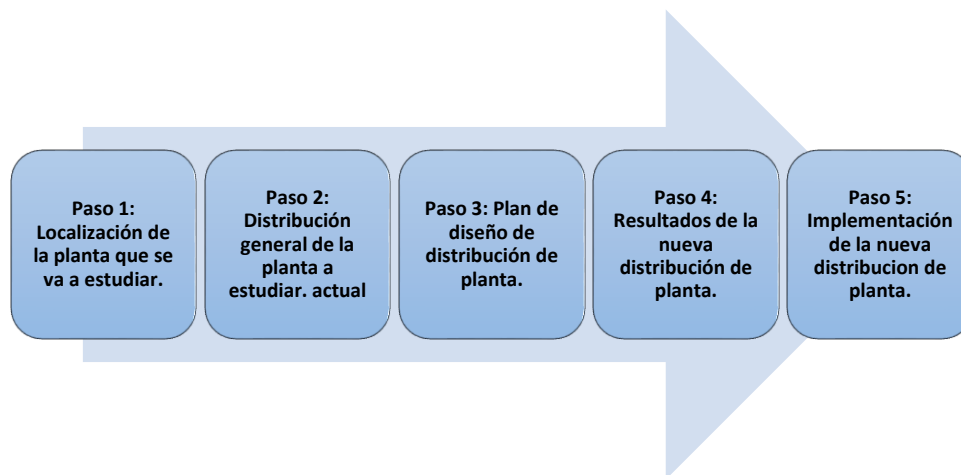 Paso 1:
Localización de
la planta que se
va a estudiar.
Paso 2:
Distribución
general de la
planta a
estudiar. actual
Paso 3: Plan de
diseño de
distribución de
planta.
Paso 4:
Resultados de la
nueva
distribución de
planta.
Paso 5:
Implementación
de la nueva
distribucion de
planta.